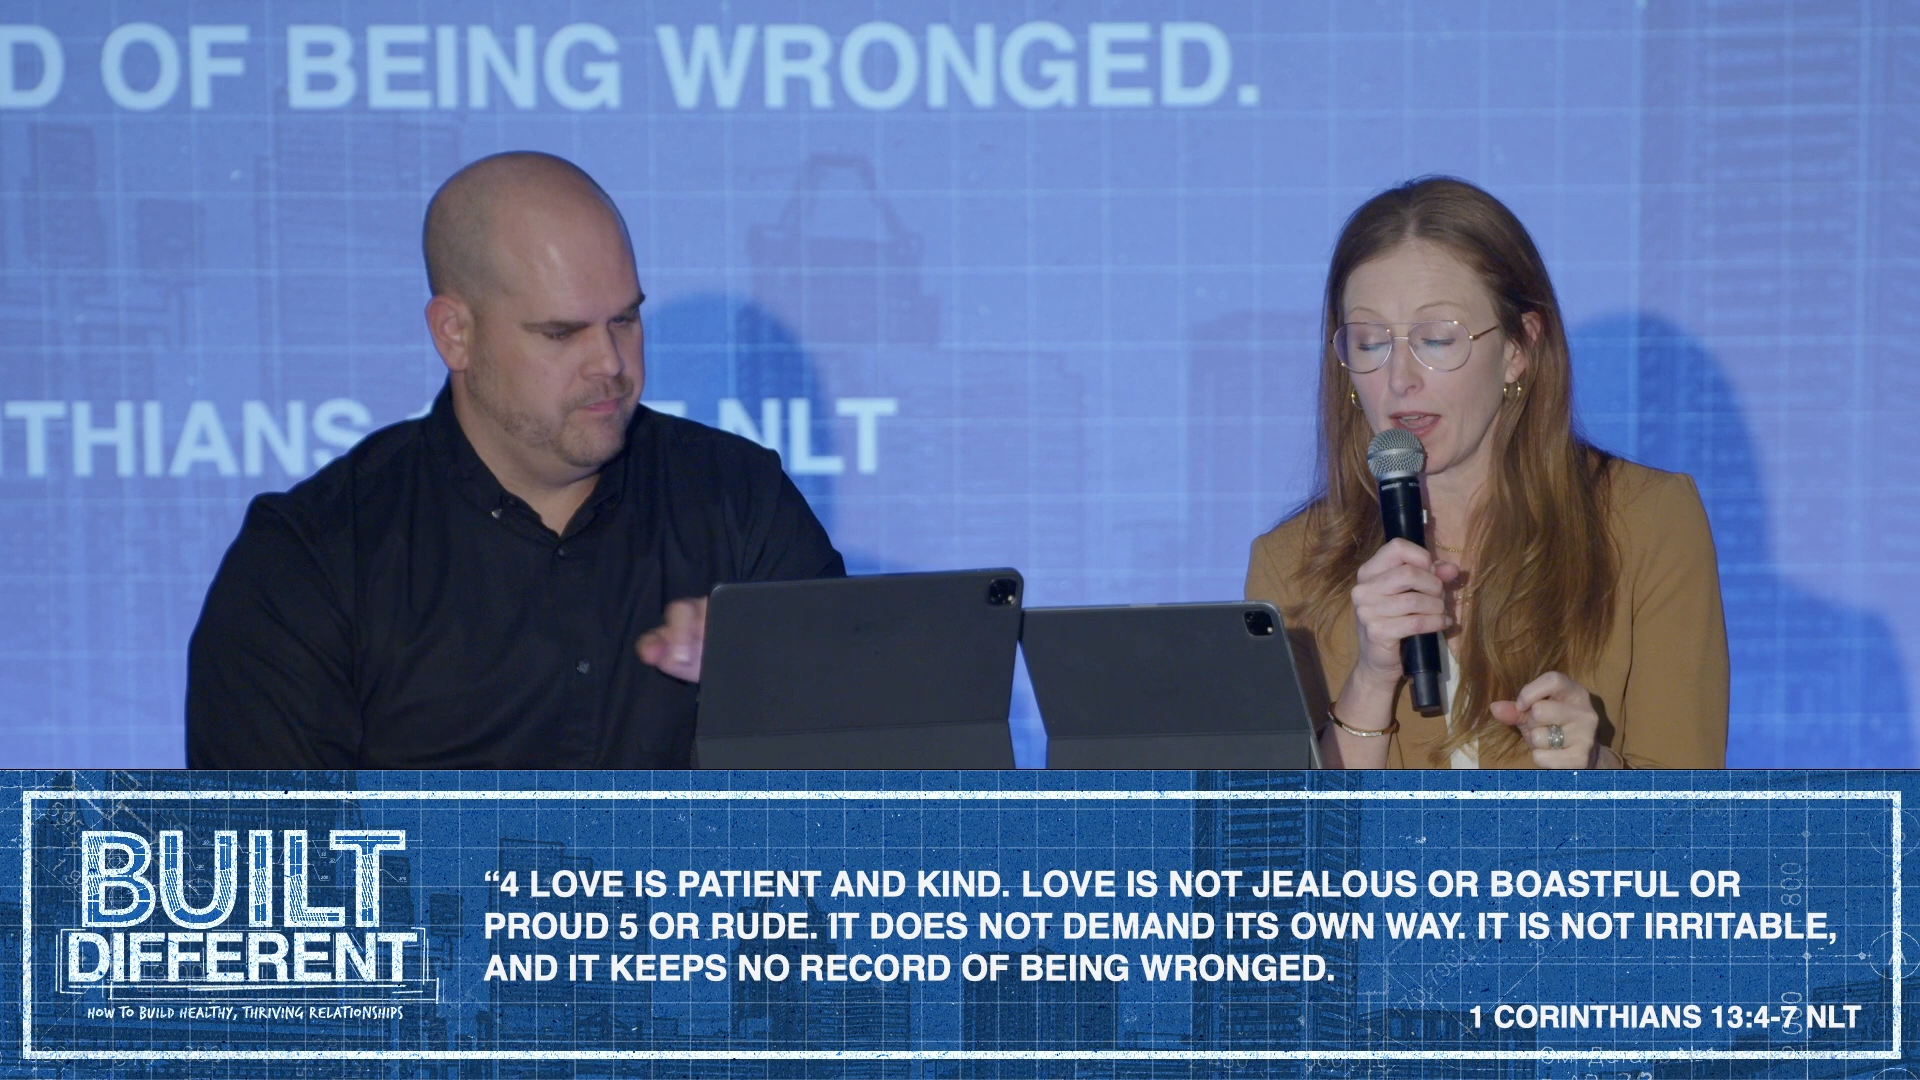 D OF BEING WRONGED.
NLT
BUILT
DIFFERENT
HOW TO BUILD HEALTHY, THRIVING RELATIONSHIPS
“4 LOVE IS PATIENT AND KIND. LOVE IS NOT JEALOUS OR BOASTFUL OR
PROUD 5 OR RUDE. IT DOES NOT DEMAND ITS OWN WAY. IT IS NOT IRRITABLE,
AND IT KEEPS NO RECORD OF BEING WRONGED.
1 CORINTHIANS 13:4-7 NLT